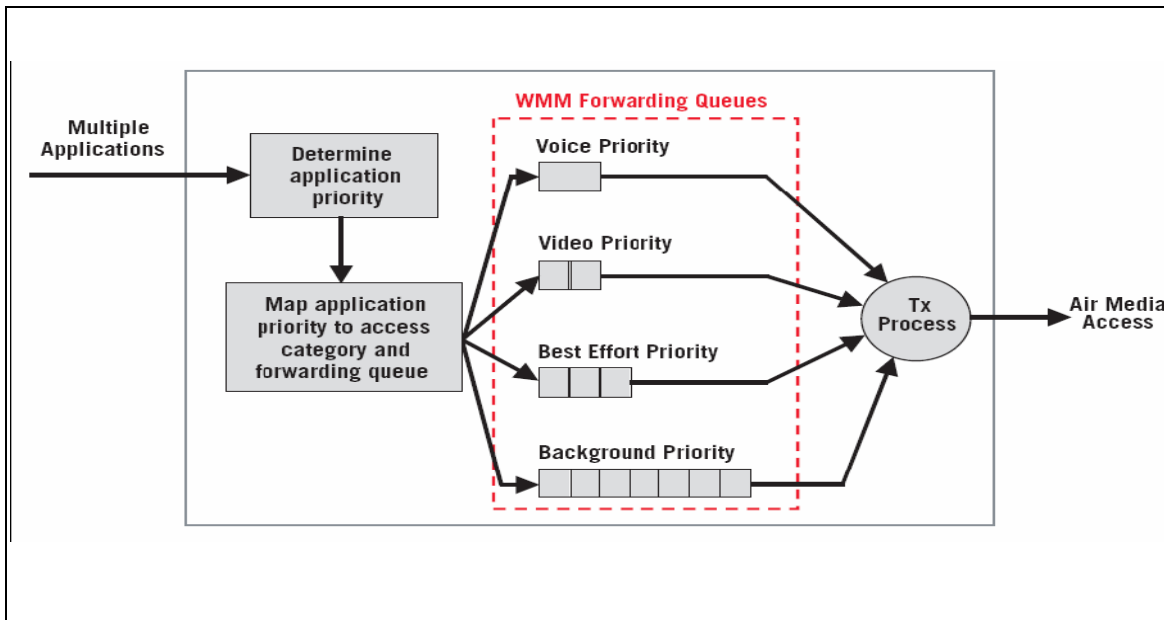 WMM Forwarding Queues
Multiple
Applications
Determine
application
priority
Map application
priority to access
category and
forwarding queue
Voice Priority
Video Priority
Best Effort Priority
Background Priority
Tx
Process
Air Media
Access